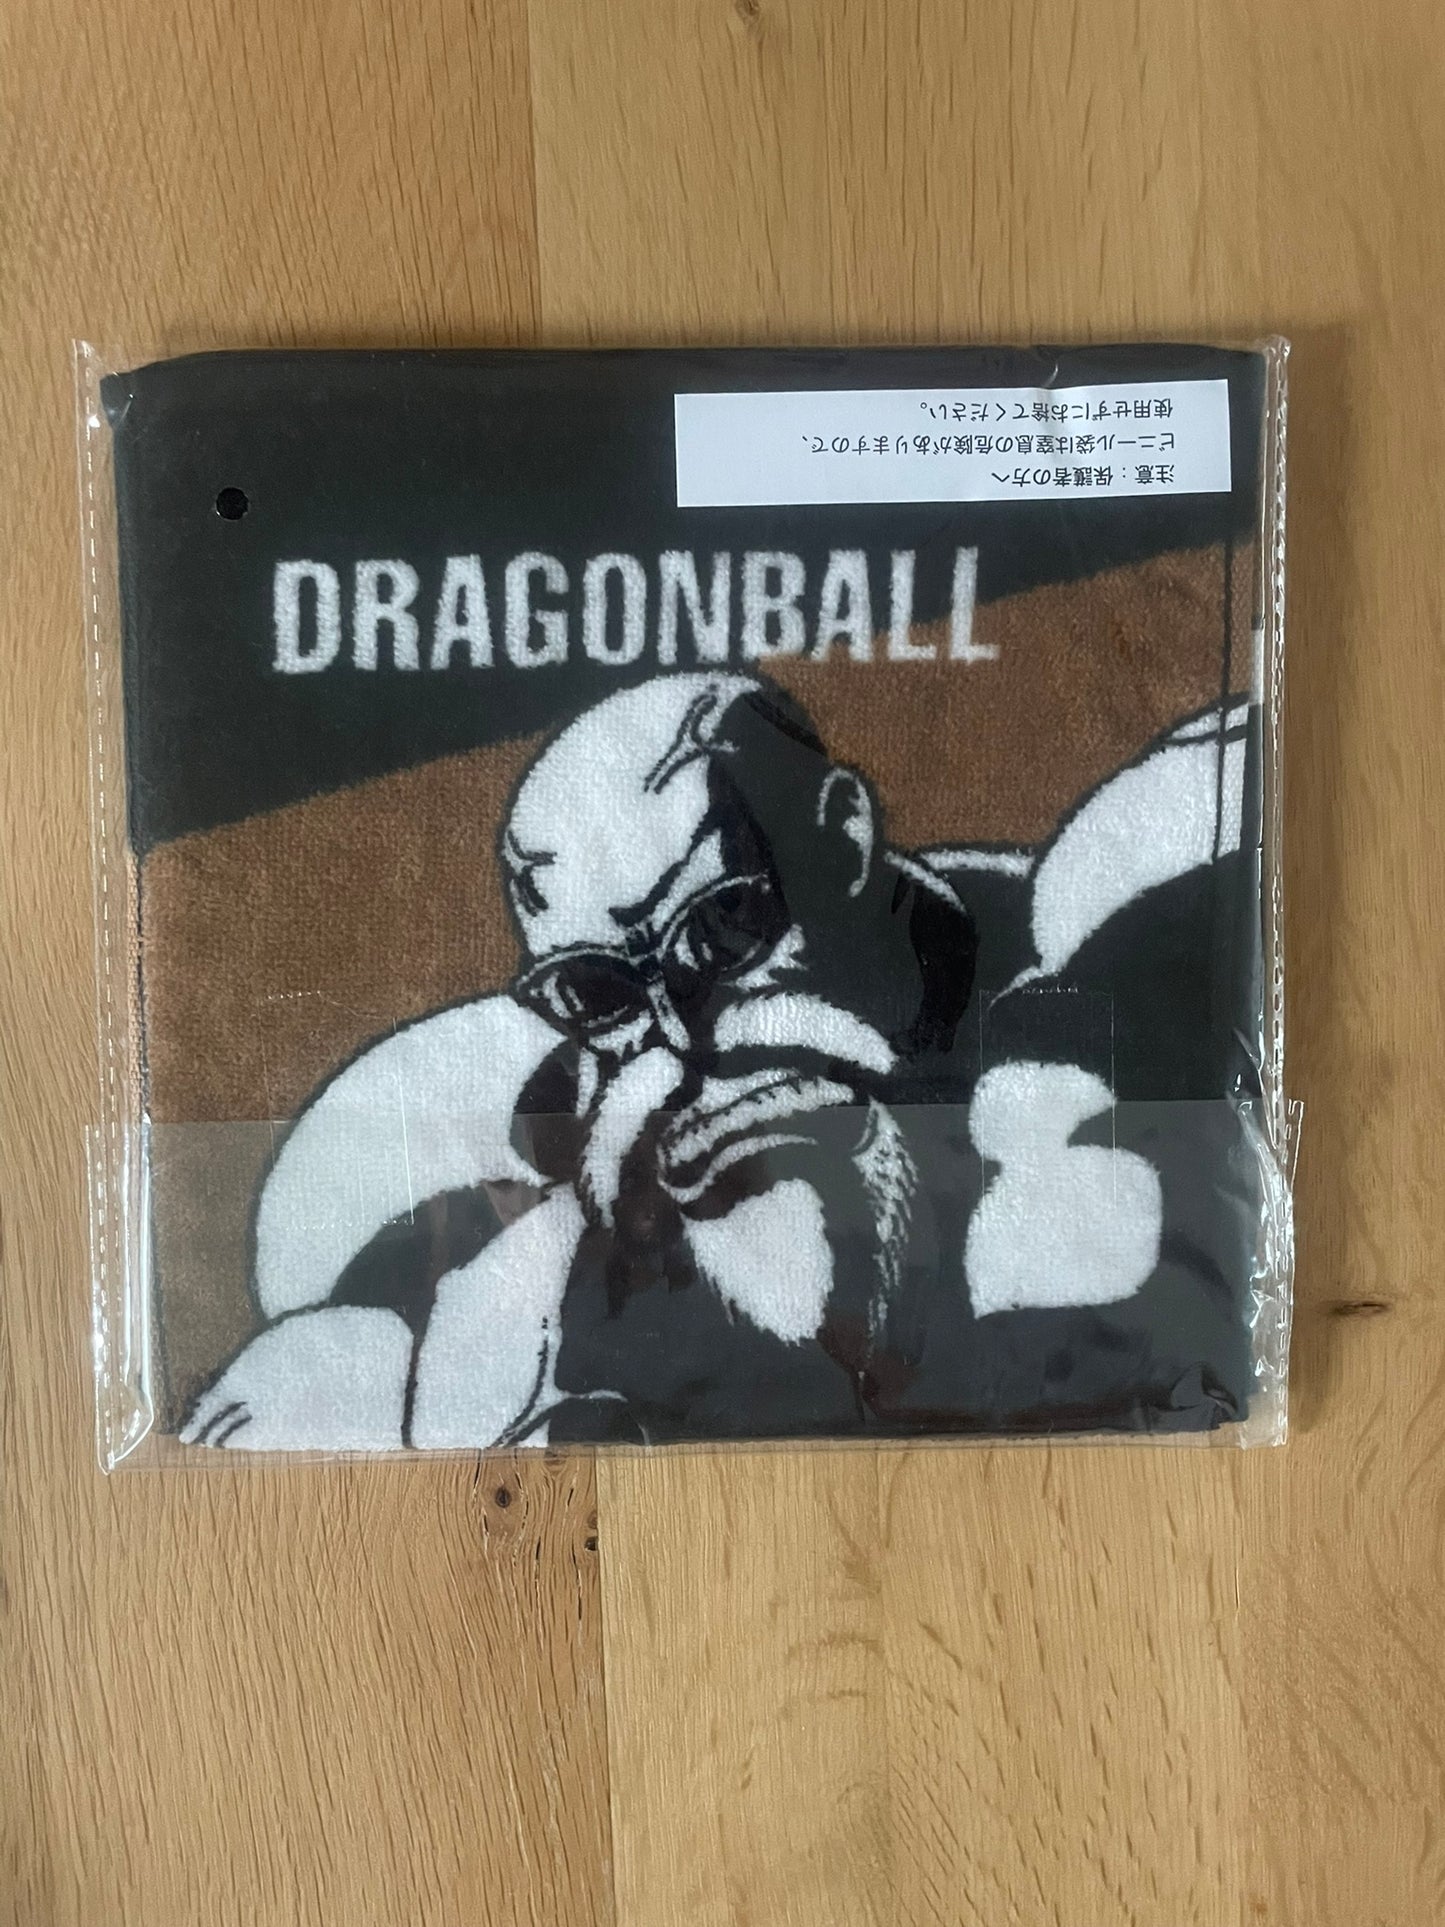 注意：保護者の方へ
ビニール袋は窒息の危険がありますので、
使用せずにお捨てください。
DRAGONBALL